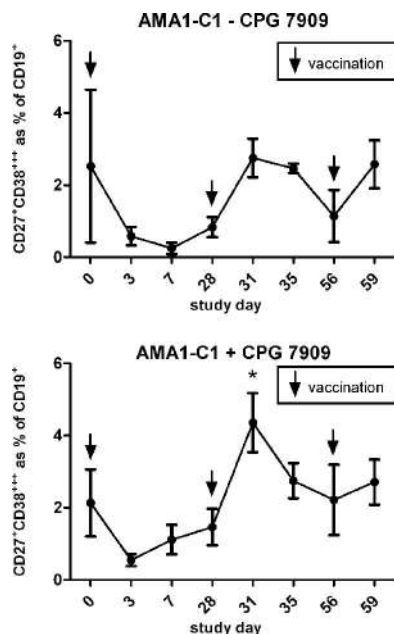 AMA1-C1 - CPG 7909
CD27⁺CD38⁺⁺⁺ as % of CD19⁺
6
4
2
0
vaccination
0 3 7 28 31 35 56 59
study day
AMA1-C1 + CPG 7909
CD27⁺CD38⁺⁺⁺ as % of CD19⁺
6
4
2
0
*
vaccination
0 3 7 28 31 35 56 59
study day